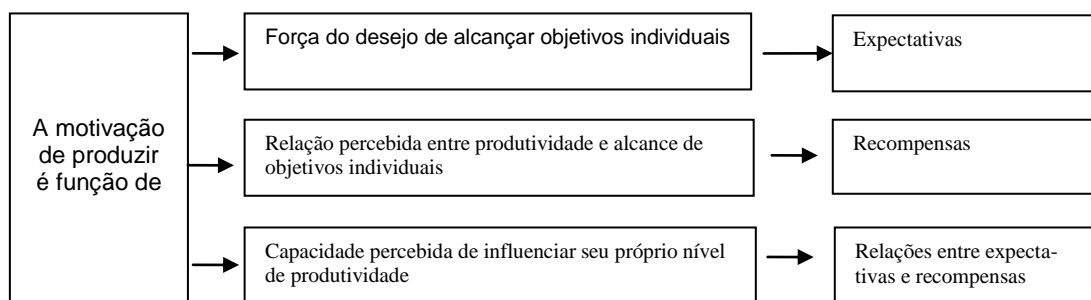 A motivação
de produzir
é função de
Força do desejo de alcançar objetivos individuais
Expectativas
Relação percebida entre produtividade e alcance de
objetivos individuais
Recompensas
Capacidade percebida de influenciar seu próprio nível
de produtividade
Relações entre expecta-
tivas e recompensas